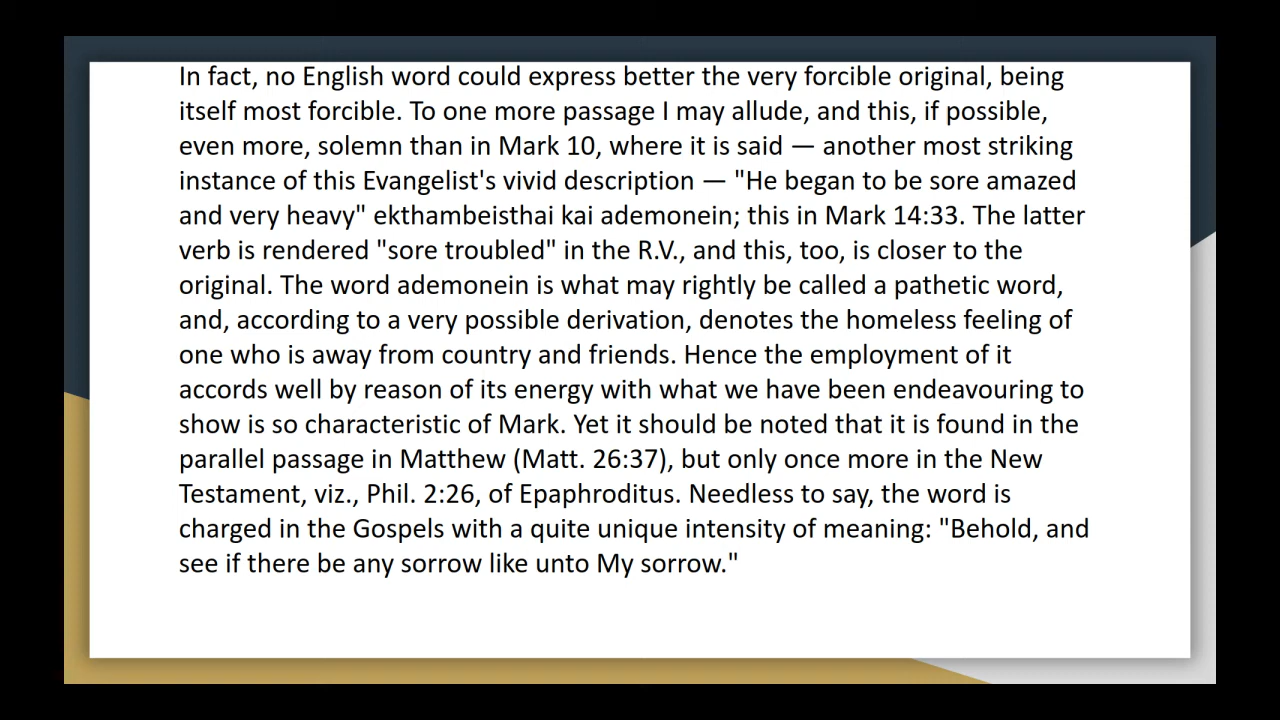 In fact, no English word could express better the very forcible original, being
itself most forcible. To one more passage I may allude, and this, if possible,
even more, solemn than in Mark 10, where it is said — another most striking
instance of this Evangelist's vivid description — "He began to be sore amazed
and very heavy" ekthambeisthai kai ademonein; this in Mark 14:33. The latter
verb is rendered "sore troubled" in the R.V., and this, too, is closer to the
original. The word ademonein is what may rightly be called a pathetic word,
and, according to a very possible derivation, denotes the homeless feeling of
one who is away from country and friends. Hence the employment of it
accords well by reason of its energy with what we have been endeavouring to
show is so characteristic of Mark. Yet it should be noted that it is found in the
parallel passage in Matthew (Matt. 26:37), but only once more in the New
Testament, viz., Phil. 2:26, of Epaphroditus. Needless to say, the word is
charged in the Gospels with a quite unique intensity of meaning: "Behold, and
see if there be any sorrow like unto My sorrow."